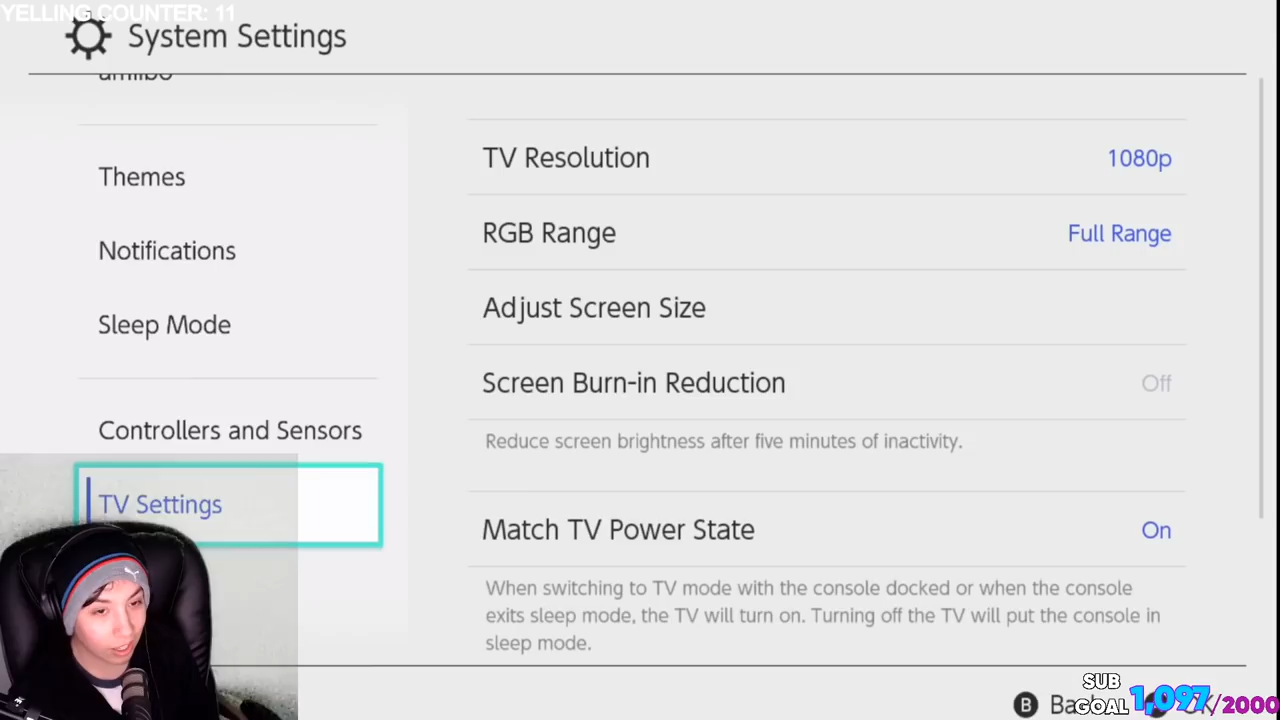 YELLING COUNTER: 11
System Settings
amiibo
Themes
Notifications
Sleep Mode
Controllers and Sensors
TV Settings
TV Resolution 1080p
RGB Range Full Range
Adjust Screen Size
Screen Burn-in Reduction Off
Reduce screen brightness after five minutes of inactivity.
Match TV Power State On
When switching to TV mode with the console docked or when the console
exits sleep mode, the TV will turn on. Turning off the TV will put the console in
sleep mode.
B
SUB
GOAL 1,097/2000